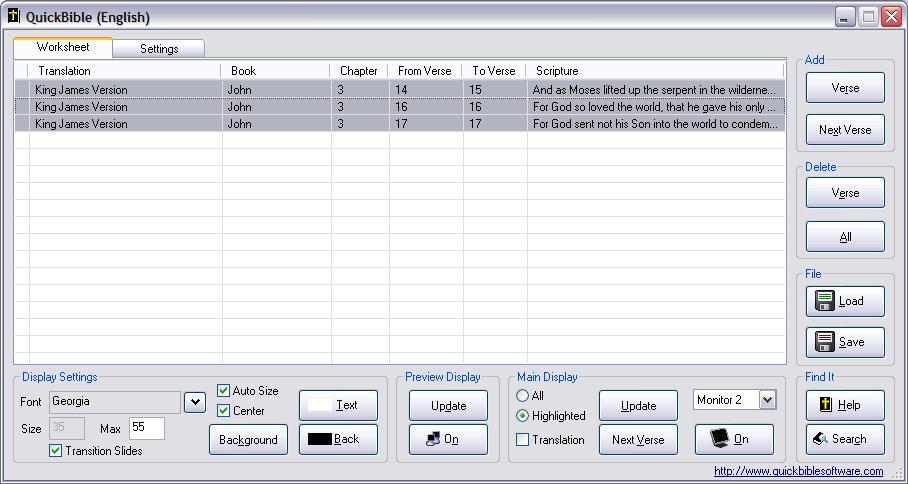 QuickBible (English)
Worksheet Settings
Translation Book Chapter From Verse To Verse Scripture
King James Version John 3 14 15 And as Moses lifted up the serpent in the wilderne...
King James Version John 3 16 16 For God so loved the world, that he gave his only ...
King James Version John 3 17 17 For God sent not his Son into the world to condem...
Add
Verse
Next Verse
Delete
Verse
All
File
Load
Save
Display Settings
Font Georgia
Size 35 Max 55
Transition Slides
Auto Size
Center
Background
Text
Back
Preview Display
Update
On
Main Display
All
Highlighted
Translation
Update
Next Verse
Monitor 2
On
Find It
Help
Search
http://www.quickbiblesoftware.com